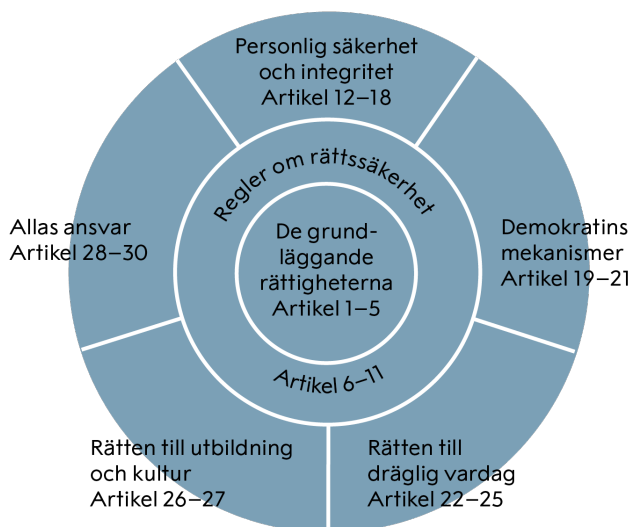 Personlig säkerhet
och integritet
Artikel 12–18
Regler om rättssäkerhet
De grund-
läggande
rättigheterna
Artikel 1–5
Artikel 6–11
Allas ansvar
Artikel 28–30
Demokratins
mekanismer
Artikel 19–21
Rätten till utbildning
och kultur
Artikel 26–27
Rätten till
dräglig vardag
Artikel 22–25